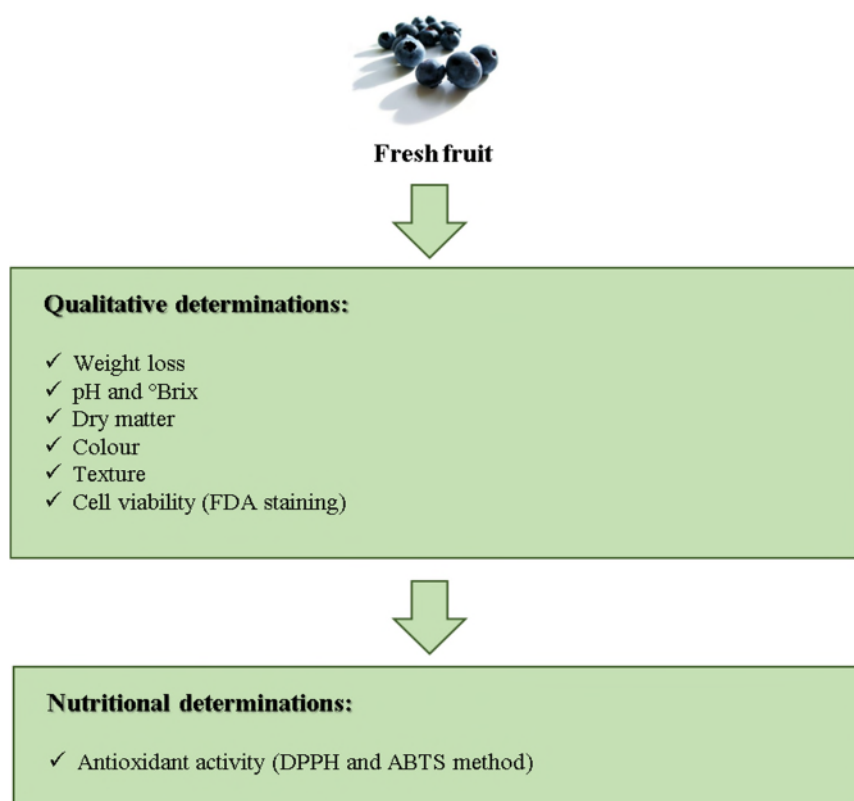 Fresh fruit
Qualitative determinations:
✓ Weight loss
✓ pH and °Brix
✓ Dry matter
✓ Colour
✓ Texture
✓ Cell viability (FDA staining)
Nutritional determinations:
✓ Antioxidant activity (DPPH and ABTS method)